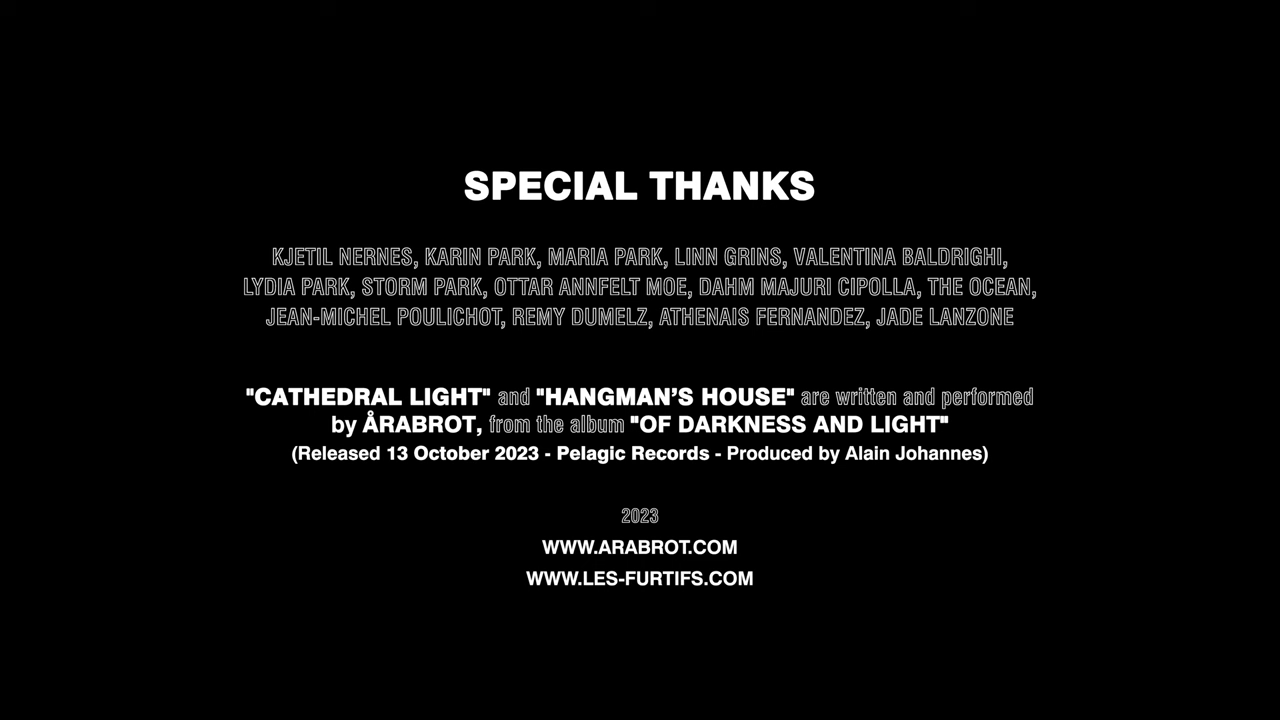 SPECIAL THANKS
KJETIL NERNES, KARIN PARK, MARIA PARK, LINN GRINS, VALENTINA BALDRIGHI,
LYDIA PARK, STORM PARK, OTTAR ANNFELT MOE, DAHM MAJURI CIPOLLA, THE OCEAN,
JEAN-MICHEL POULICHOT, REMY DUMELZ, ATHENAIS FERNANDEZ, JADE LANZONE
"CATHEDRAL LIGHT" and "HANGMAN’S HOUSE" are written and performed
by ÅRABROT, from the album "OF DARKNESS AND LIGHT"
(Released 13 October 2023 - Pelagic Records - Produced by Alain Johannes)
2023
WWW.ARABROT.COM
WWW.LES-FURTIFS.COM